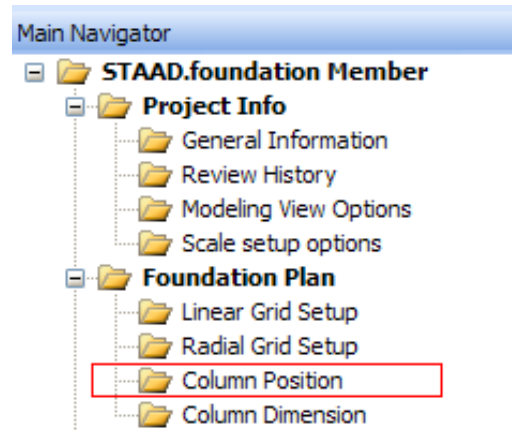 Main Navigator
STAAD.foundation Member
Project Info
General Information
Review History
Modeling View Options
Scale setup options
Foundation Plan
Linear Grid Setup
Radial Grid Setup
Column Position
Column Dimension